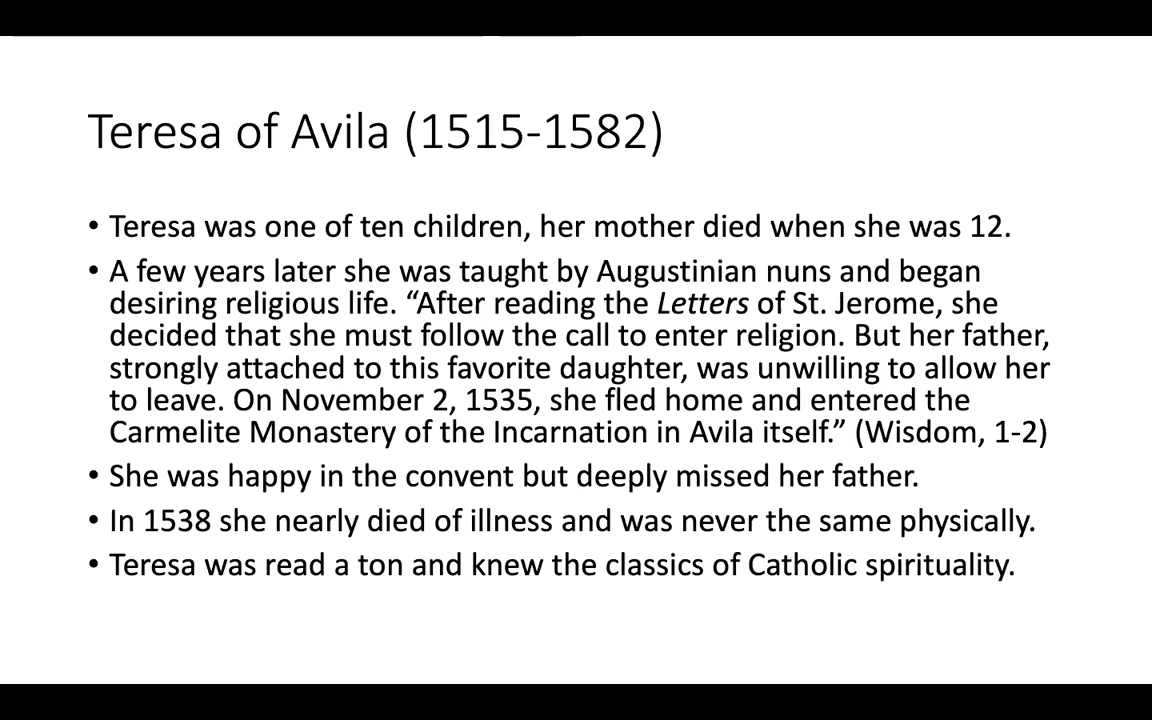 Teresa of Avila (1515-1582)
• Teresa was one of ten children, her mother died when she was 12.
• A few years later she was taught by Augustinian nuns and began
desiring religious life. “After reading the Letters of St. Jerome, she
decided that she must follow the call to enter religion. But her father,
strongly attached to this favorite daughter, was unwilling to allow her
to leave. On November 2, 1535, she fled home and entered the
Carmelite Monastery of the Incarnation in Avila itself.” (Wisdom, 1-2)
• She was happy in the convent but deeply missed her father.
• In 1538 she nearly died of illness and was never the same physically.
• Teresa was read a ton and knew the classics of Catholic spirituality.